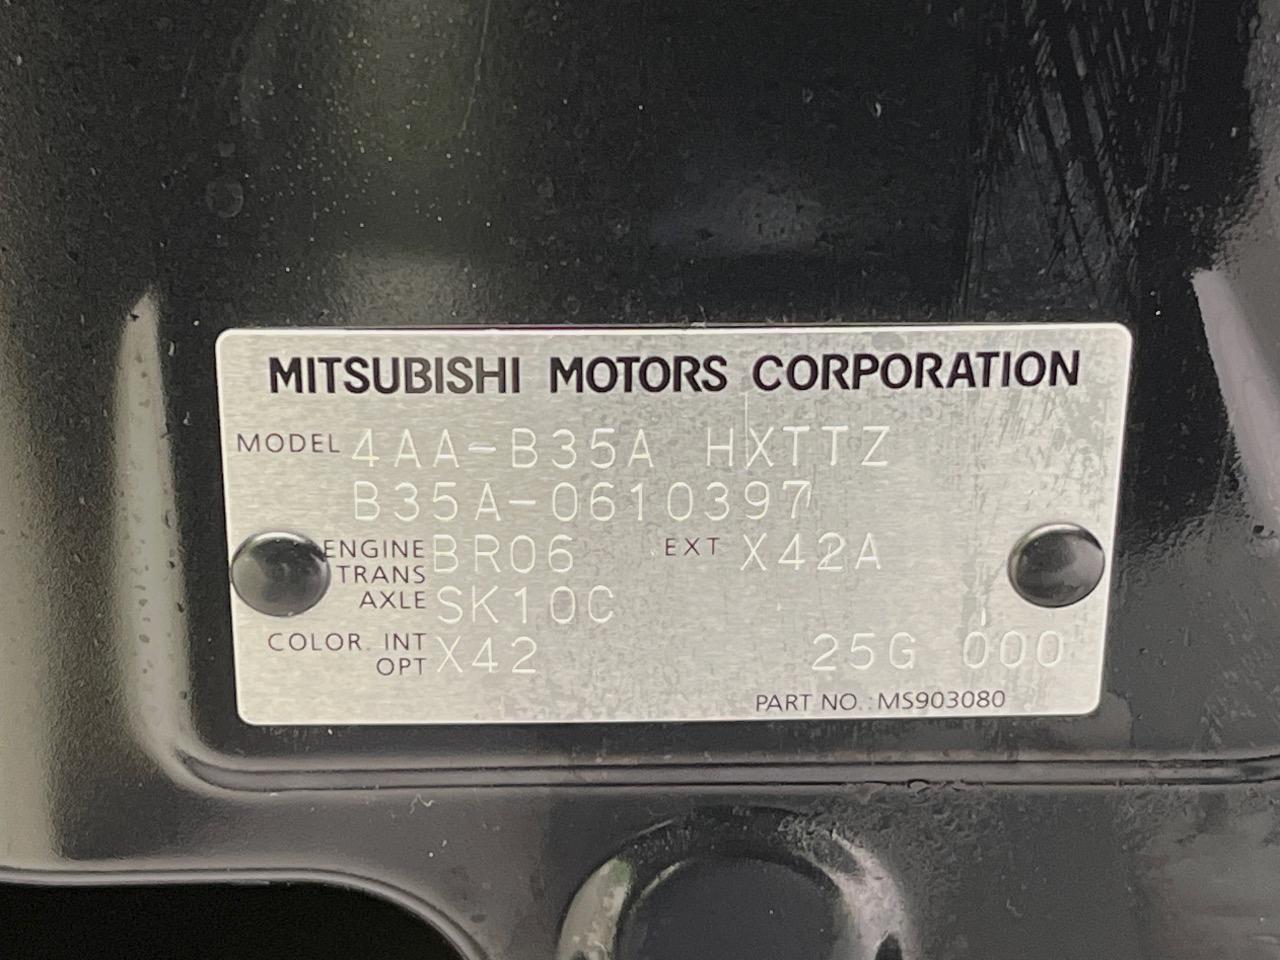 MITSUBISHI MOTORS CORPORATION
MODEL 4AA-B35A HXTTZ
B35A-0610397
ENGINE BR06 EXT X42A
TRANS
AXLE SK10C
COLOR. INT
OPT X42 25G 000
PART NO.: MS903080